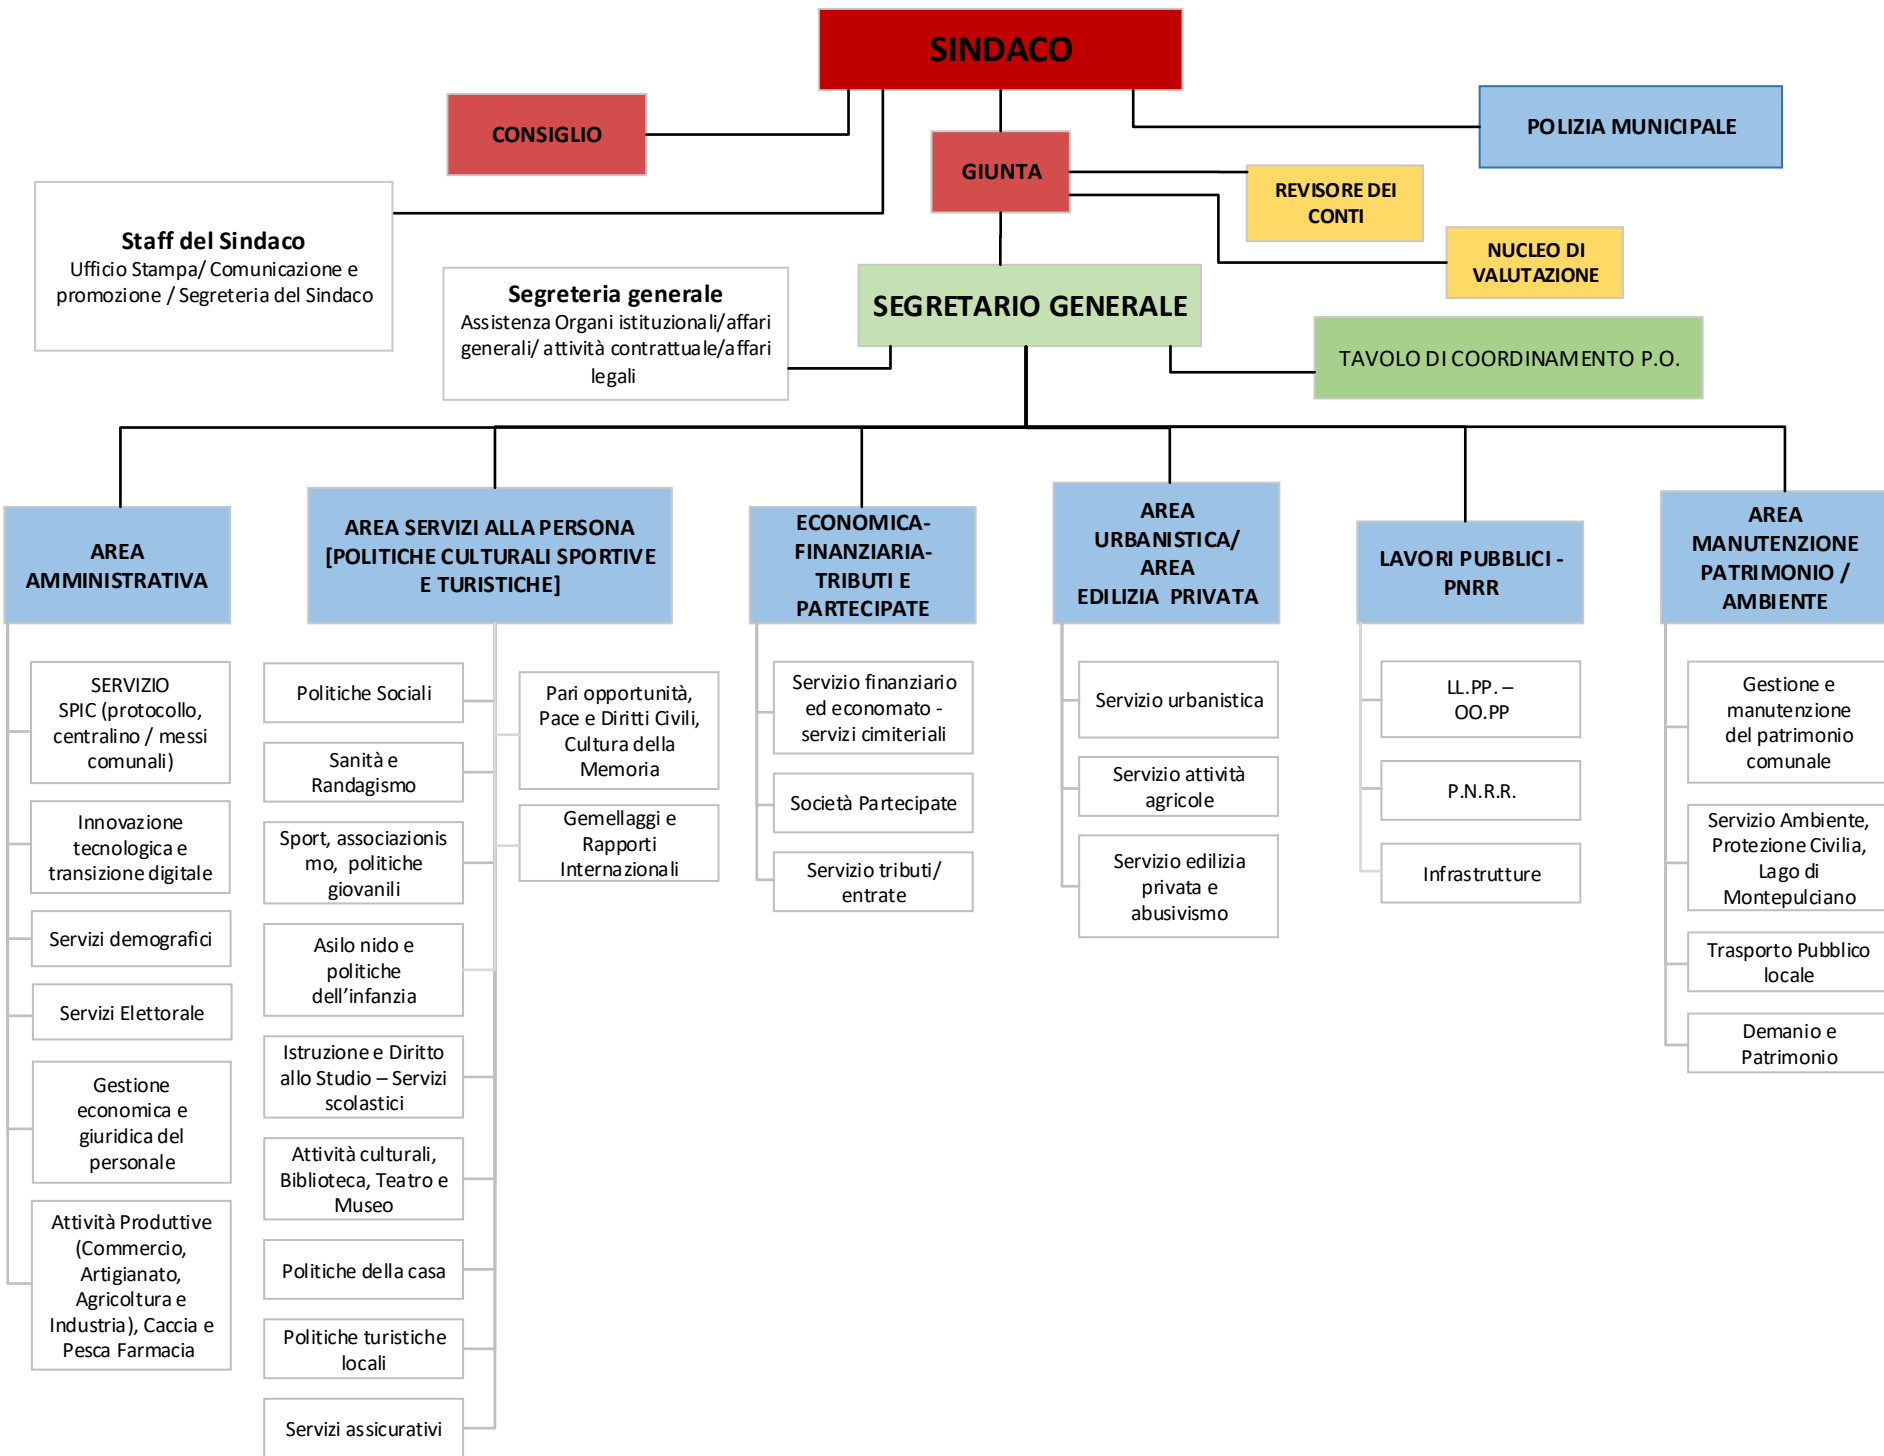 SINDACO
CONSIGLIO
POLIZIA MUNICIPALE
GIUNTA
REVISORE DEI
CONTI
NUCLEO DI
VALUTAZIONE
Staff del Sindaco
Ufficio Stampa/ Comunicazione e
promozione / Segreteria del Sindaco
Segreteria generale
Assistenza Organi istituzionali/affari
generali/ attività contrattuale/affari
legali
SEGRETARIO GENERALE
TAVOLO DI COORDINAMENTO P.O.
AREA
AMMINISTRATIVA
SERVIZIO
SPIC (protocollo,
centralino / messi
comunali)
Innovazione
tecnologica e
transizione digitale
Servizi demografici
Servizi Elettorale
Gestione
economica e
giuridica del
personale
Attività Produttive
(Commercio,
Artigianato,
Agricoltura e
Industria), Caccia e
Pesca Farmacia
AREA SERVIZI ALLA PERSONA
[POLITICHE CULTURALI SPORTIVE
E TURISTICHE]
Politiche Sociali
Sanità e
Randagismo
Sport, associazionis
mo, politiche
giovanili
Asilo nido e
politiche
dell'infanzia
Istruzione e Diritto
allo Studio – Servizi
scolastici
Attività culturali,
Biblioteca, Teatro e
Museo
Politiche della casa
Politiche turistiche
locali
Servizi assicurativi
Pari opportunità,
Pace e Diritti Civili,
Cultura della
Memoria
Gemellaggi e
Rapporti
Internazionali
ECONOMICA-
FINANZIARIA-
TRIBUTI E
PARTECIPATE
Servizio finanziario
ed economato -
servizi cimiteriali
Società Partecipate
Servizio tributi/
entrate
AREA
URBANISTICA/
AREA
EDILIZIA PRIVATA
Servizio urbanistica
Servizio attività
agricole
Servizio edilizia
privata e
abusivismo
LAVORI PUBBLICI -
PNRR
LL.PP. –
OO.PP
P.N.R.R.
Infrastrutture
AREA
MANUTENZIONE
PATRIMONIO /
AMBIENTE
Gestione e
manutenzione
del patrimonio
comunale
Servizio Ambiente,
Protezione Civilia,
Lago di
Montepulciano
Trasporto Pubblico
locale
Demanio e
Patrimonio